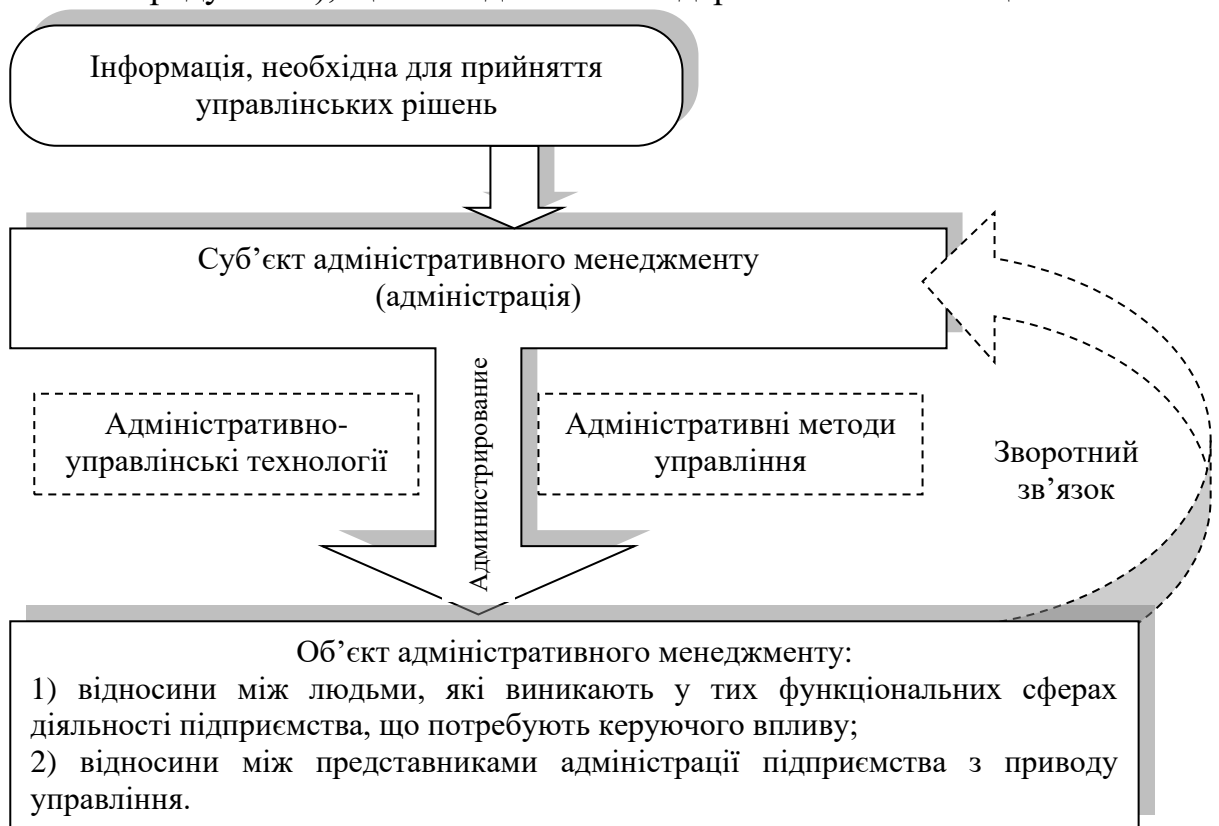 Інформація, необхідна для прийняття
управлінських рішень
Суб’єкт адміністративного менеджменту
(адміністрація)
Адміністративно-
управлінські технології
Администрирование
Адміністративні методи
управління
Зворотний
зв’язок
Об’єкт адміністративного менеджменту:
1) відносини між людьми, які виникають у тих функціональних сферах
діяльності підприємства, що потребують керуючого впливу;
2) відносини між представниками адміністрації підприємства з приводу
управління.